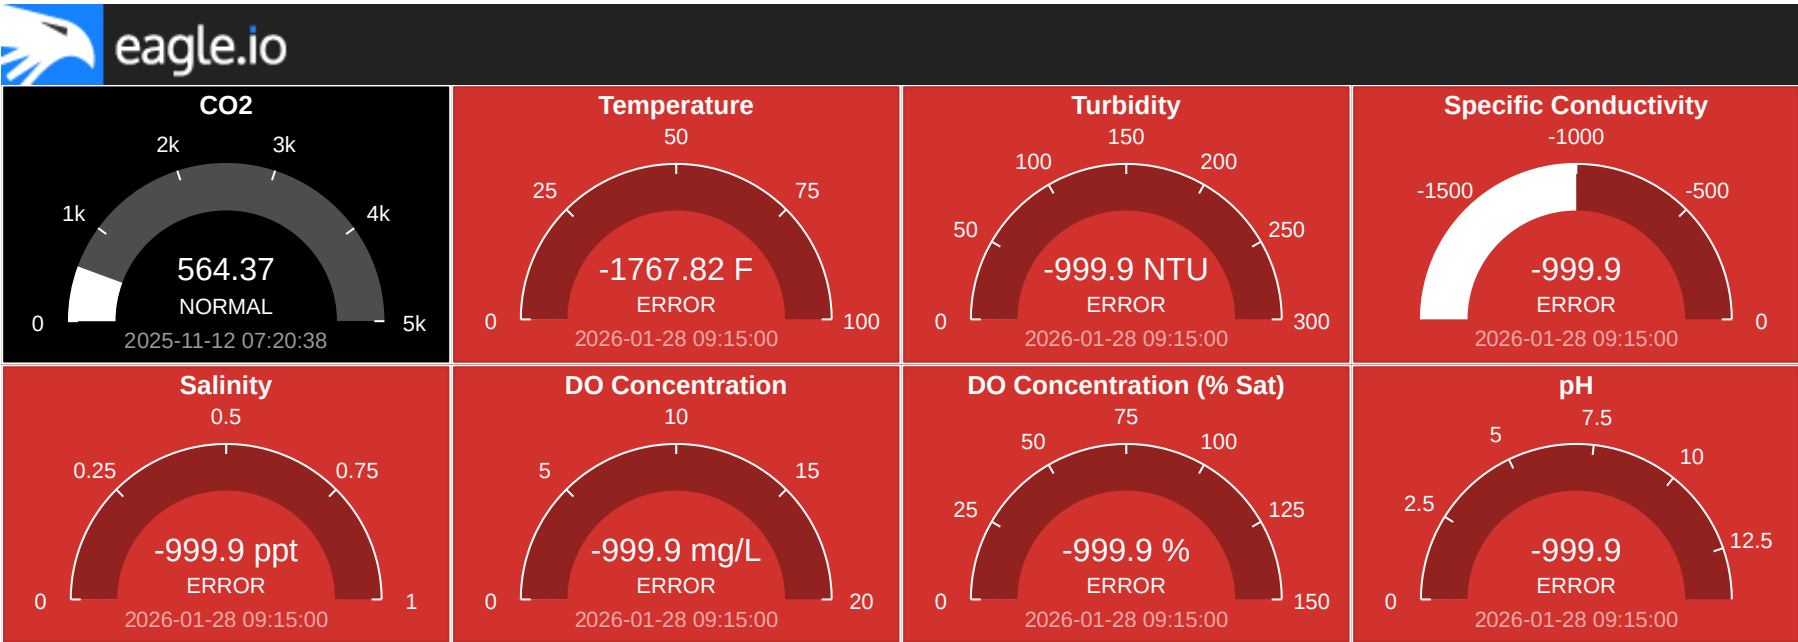 eagle.io
CO2
0
1k
2k
3k
4k
5k
564.37
NORMAL
2025-11-12 07:20:38
Temperature
0
25
50
75
100
-1767.82 F
ERROR
2026-01-28 09:15:00
Turbidity
0
50
100
150
200
250
300
-999.9 NTU
ERROR
2026-01-28 09:15:00
Specific Conductivity
-1500
-1000
-500
0
-999.9
ERROR
2026-01-28 09:15:00
Salinity
0
0.25
0.5
0.75
1
-999.9 ppt
ERROR
2026-01-28 09:15:00
DO Concentration
0
5
10
15
20
-999.9 mg/L
ERROR
2026-01-28 09:15:00
DO Concentration (% Sat)
0
25
50
75
100
125
150
-999.9 %
ERROR
2026-01-28 09:15:00
pH
0
2.5
5
7.5
10
12.5
-999.9
ERROR
2026-01-28 09:15:00